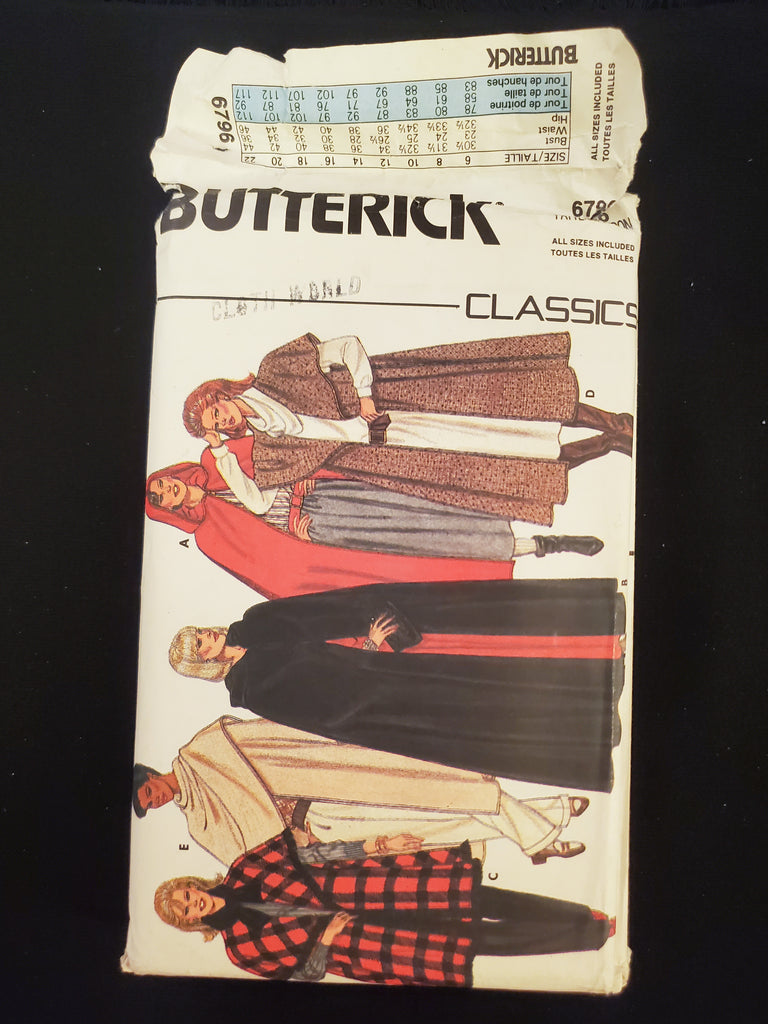 BUTTERICK
6796
ALL SIZES INCLUDED
TOUTES LES TAILLES
SIZE/TAILLE 6 8 10 12 14 16 18 20 22
Bust 30½ 31½ 32½ 34 36 38 40 42 44
Waist 23 24 25 26½ 28 30 32 34 36
Hip 32½ 33½ 34½ 36 38 40 42 44 46
Tour de poitrine 78 80 83 87 92 97 102 107 112
Tour de taille 58 61 64 67 71 76 81 87 92
Tour de hanches 83 85 88 92 97 102 107 112 117
BUTTERICK
ALL SIZES INCLUDED
TOUTES LES TAILLES
CLOTH WORLD
CLASSICS
D
A
B
E
C